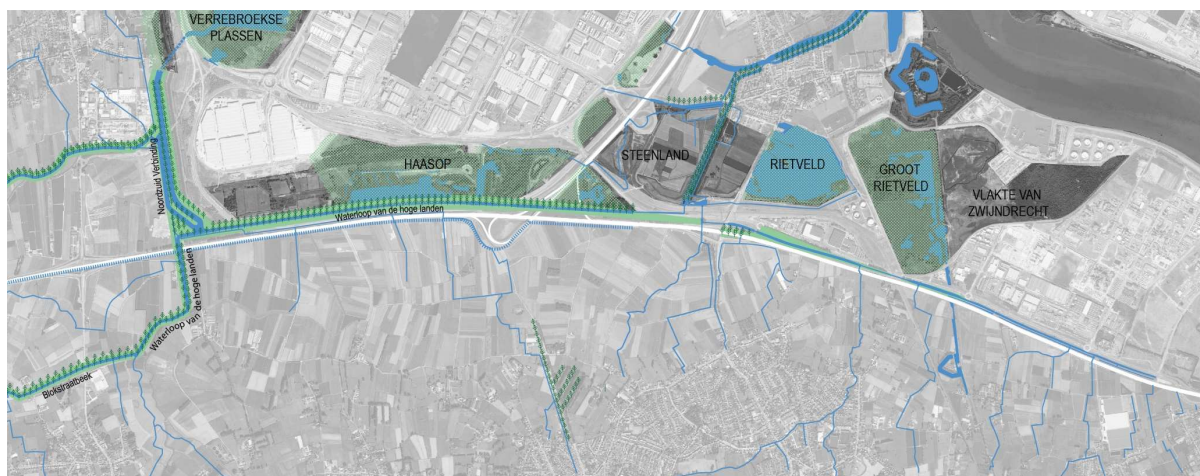 VERREBROEKSE
PLASSEN
Noordzuid Verbinding
HAASOP
STEENLAND
RIETVELD
GROOT
RIETVELD
VLAKTE VAN
ZWIJNDRECHT
Waterloop van de hoge landen
Waterloop van de hoge landen
Blokstraatbeek